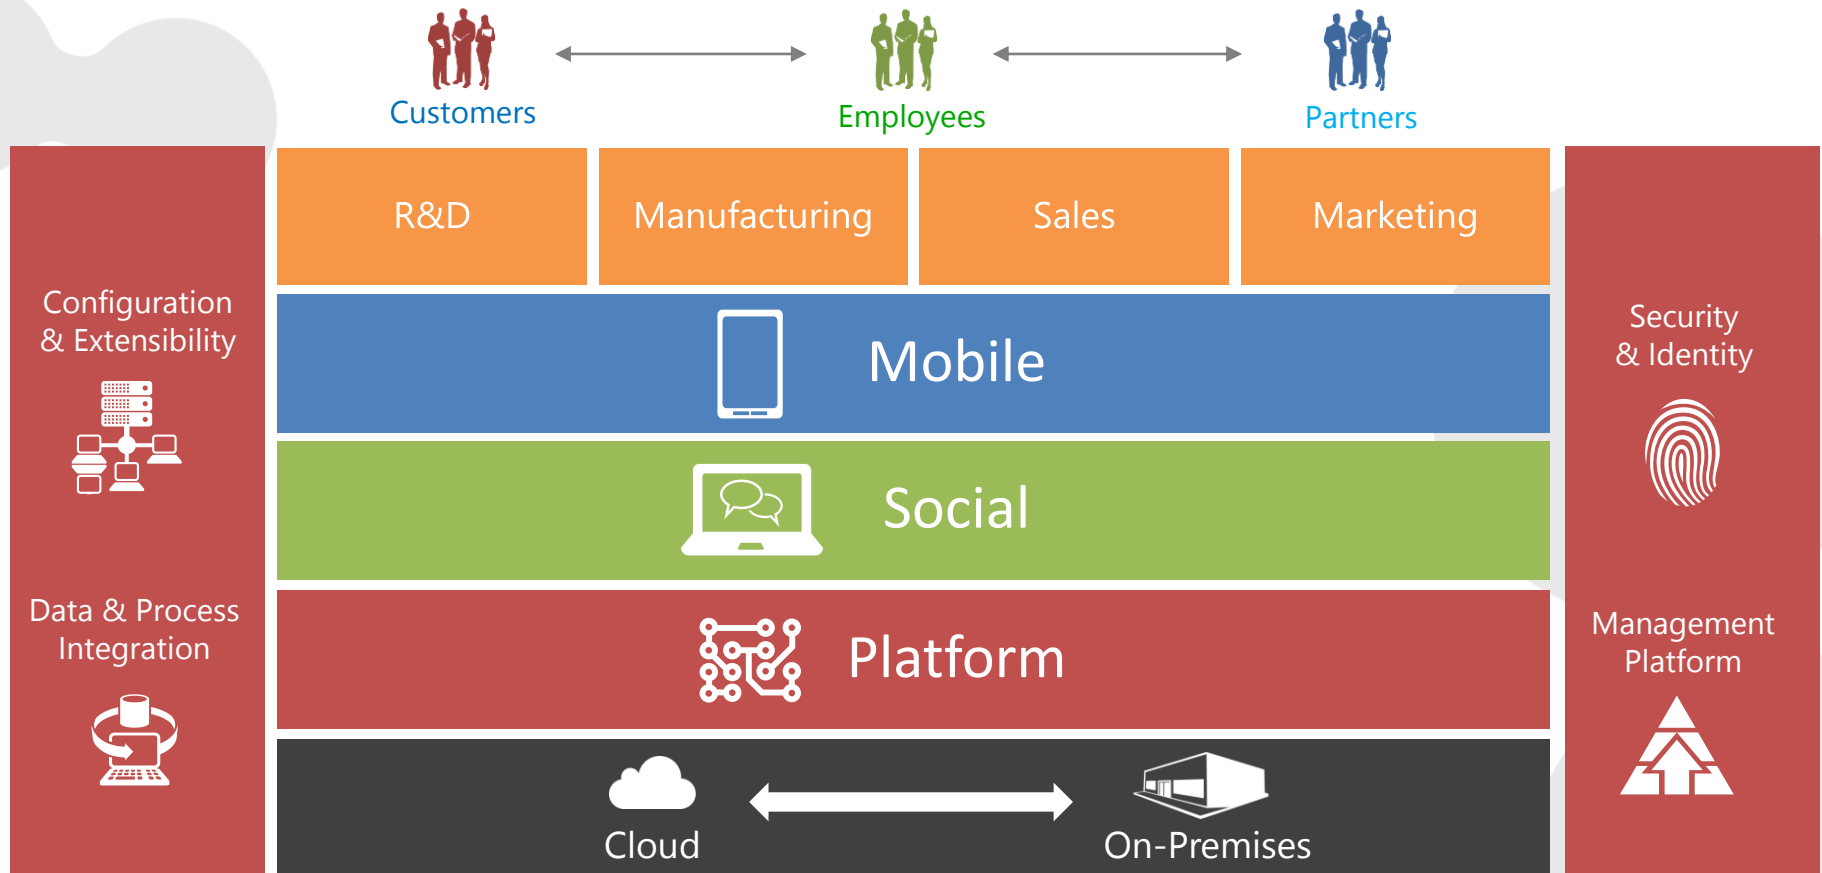 Customers
Employees
Partners
R&D
Manufacturing
Sales
Marketing
Configuration
& Extensibility
Data & Process
Integration
Mobile
Social
Platform
Cloud
On-Premises
Security
& Identity
Management
Platform